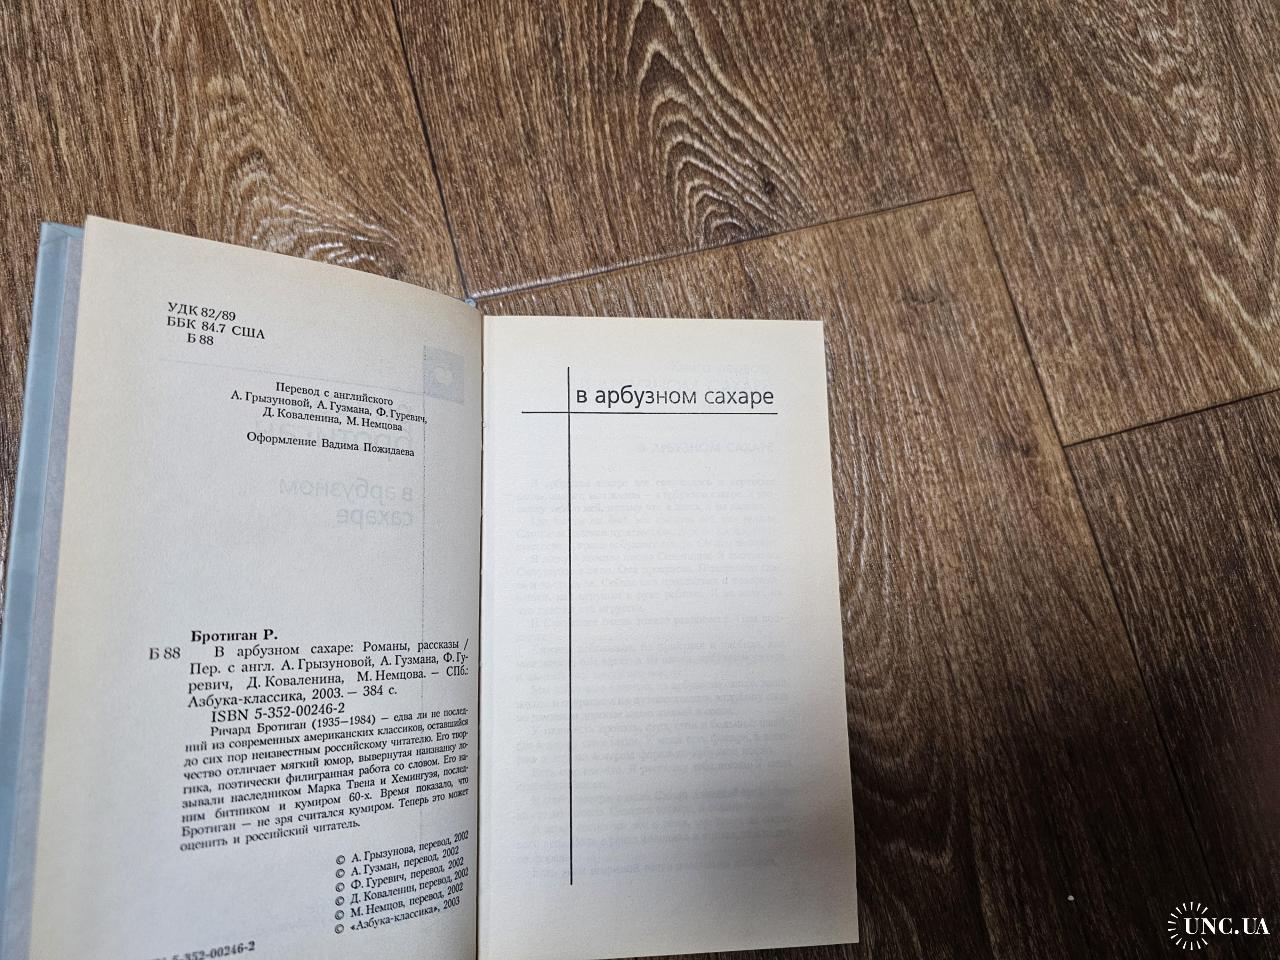 УДК 82/89
ББК 84.7 США
Б 88
Перевод с английского
А. Грызуновой, А. Гузмана, Ф. Гуревич,
Д. Коваленина, М. Немцова
Оформление Вадима Пожидаева
Бротиган Р.
Б 88 В арбузном сахаре: Романы, рассказы /
Пер. с англ. А. Грызуновой, А. Гузмана, Ф. Гу-
ревич, Д. Коваленина, М. Немцова. — СПб.:
Азбука-классика, 2003. — 384 с.
ISBN 5-352-00246-2
Ричард Бротиган (1935—1984) — едва ли не послед-
ний из современных американских классиков, оставшийся
до сих пор неизвестным российскому читателю. Его твор-
чество отличает мягкий юмор, вывернутая наизнанку ло-
гика, поэтически филигранная работа со словом. Его на-
зывали наследником Марка Твена и Хемингуэя, послед-
ним битником и кумиром 60-х. Время показало, что
Бротиган — не зря считался кумиром. Теперь это может
оценить и российский читатель.
© А. Грызунова, перевод, 2002
© А. Гузман, перевод, 2002
© Ф. Гуревич, перевод, 2002
© Д. Коваленин, перевод, 2002
© М. Немцов, перевод, 2002
© «Азбука-классика», 2003
5-352-00246-2
в арбузном сахаре
UNC.UA